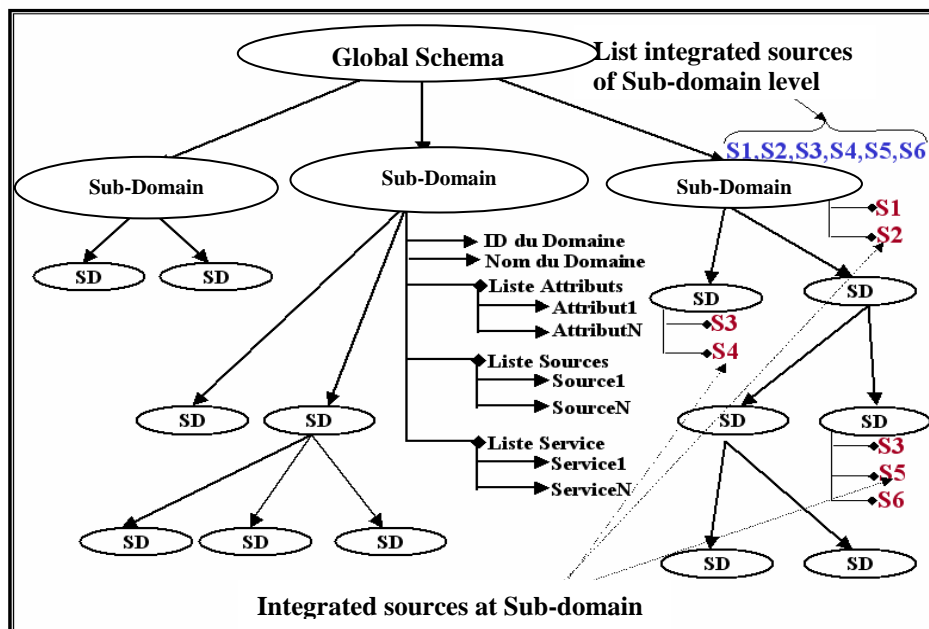 Global Schema
List integrated sources
of Sub-domain level
S1,S2,S3,S4,S5,S6
Sub-Domain
Sub-Domain
Sub-Domain
S1
S2
SD
SD
ID du Domaine
Nom du Domaine
Liste Attributs
Attribut1
AttributN
Liste Sources
Source1
SourceN
Liste Service
Service1
ServiceN
SD
SD
S3
S4
SD
SD
SD
SD
S3
S5
S6
SD
SD
SD
SD
SD
Integrated sources at Sub-domain